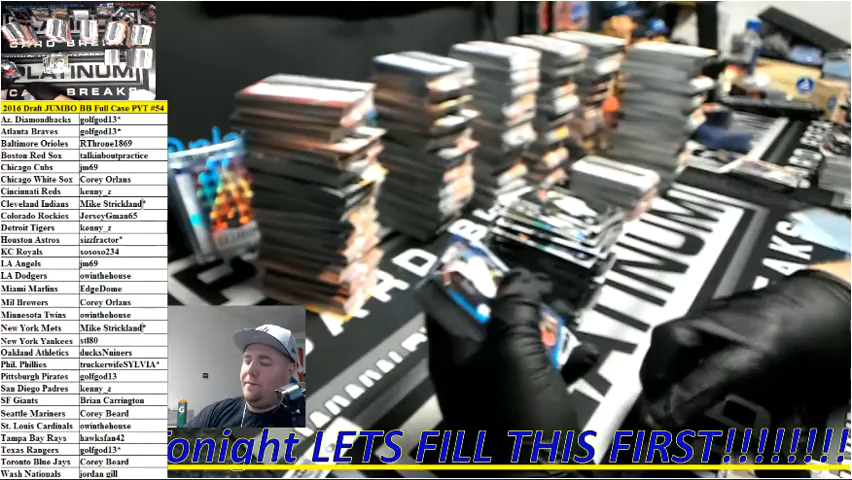 CARD BREAKS
PLATINUM
CARD BREAKS
2016 Draft JUMBO BB Full Case PYT #54
Az. Diamondbacks golfgod13*
Atlanta Braves golfgod13*
Baltimore Orioles RThrone1869
Boston Red Sox talkinboutpractice
Chicago Cubs jm69
Chicago White Sox Corey Orlans
Cincinnati Reds kenny_z
Cleveland Indians Mike Strickland*
Colorado Rockies JerseyGman65
Detroit Tigers kenny_z
Houston Astros sizzfractor*
KC Royals sososo234
LA Angels jm69
LA Dodgers owinthehouse
Miami Marlins EdgeDome
Mil Brewers Corey Orlans
Minnesota Twins owinthehouse
New York Mets Mike Strickland*
New York Yankees stl80
Oakland Athletics ducksNniners
Phil. Phillies truckerwifeSYLVIA*
Pittsburgh Pirates golfgod13
San Diego Padres kenny_z
SF Giants Brian Carrington
Seattle Mariners Corey Beard
St. Louis Cardinals owinthehouse
Tampa Bay Rays hawksfan42
Texas Rangers golfgod13*
Toronto Blue Jays Corey Beard
Wash Nationals jordan gill
PLATINUM
onight LETS FILL THIS FIRST!!!!!!!!